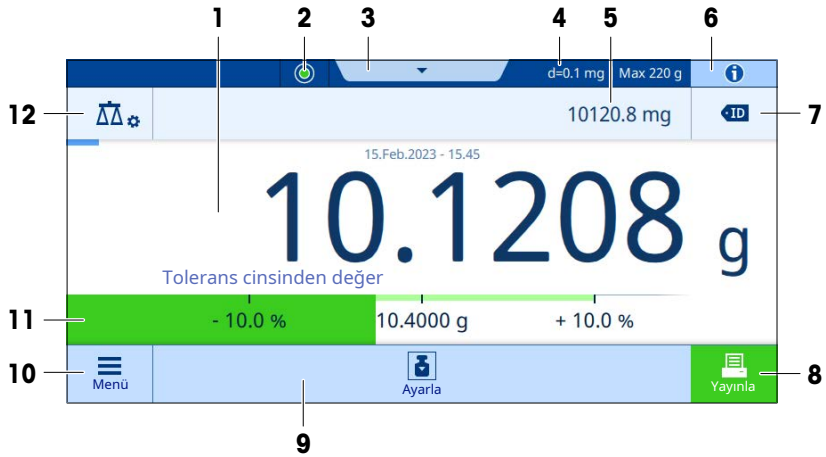 1 2 3 4 5 6
d=0.1 mg Max 220 g
12 10120.8 mg ID 7
15.Feb.2023 - 15.45
10.1208 g
Tolerans cinsinden değer
11 - 10.0 % 10.4000 g + 10.0 %
10 Menü Ayarla Yayınla 8
9